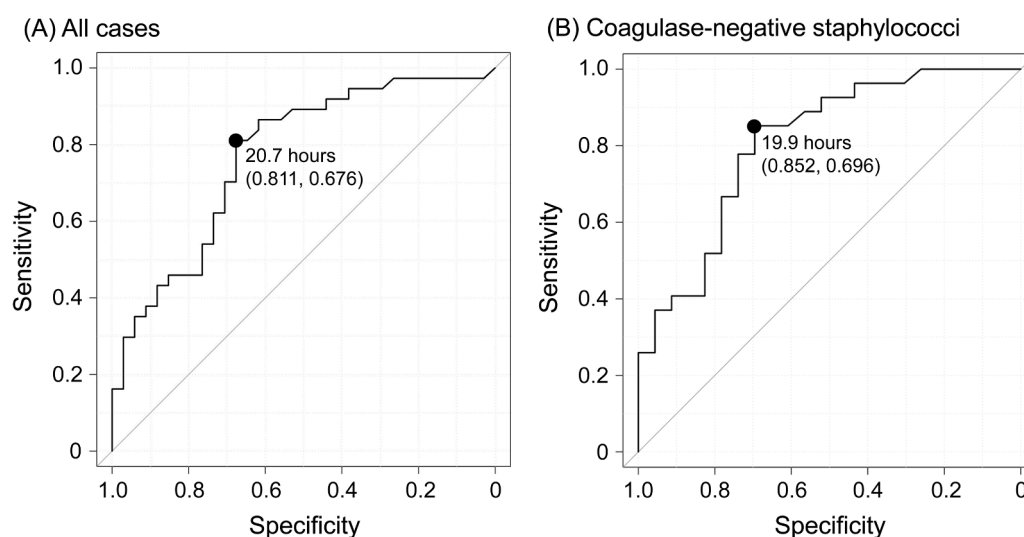 (A) All cases
1.0
0.8
0.6
0.4
0.2
0
Sensitivity
20.7 hours
(0.811, 0.676)
1.0 0.8 0.6 0.4 0.2 0
Specificity
(B) Coagulase-negative staphylococci
1.0
0.8
0.6
0.4
0.2
0
Sensitivity
19.9 hours
(0.852, 0.696)
1.0 0.8 0.6 0.4 0.2 0
Specificity